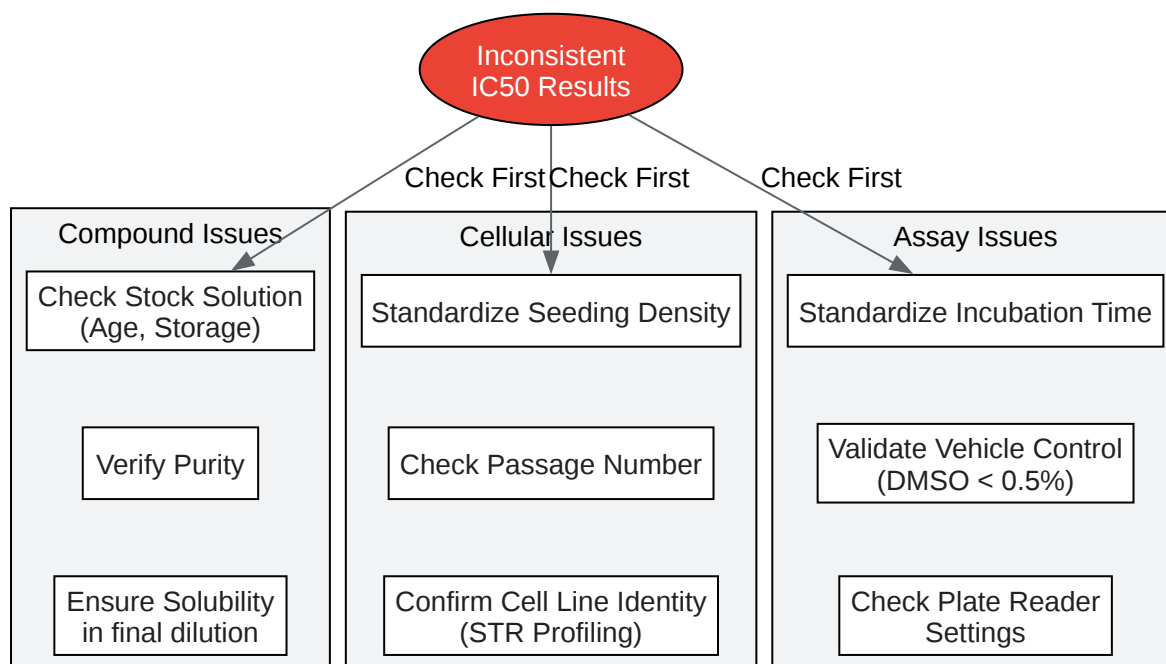 Inconsistent
IC50 Results
Check First
Check First
Check First
Compound Issues
Check Stock Solution
(Age, Storage)
Verify Purity
Ensure Solubility
in final dilution
Cellular Issues
Standardize Seeding Density
Check Passage Number
Confirm Cell Line Identity
(STR Profiling)
Assay Issues
Standardize Incubation Time
Validate Vehicle Control
(DMSO < 0.5%)
Check Plate Reader
Settings